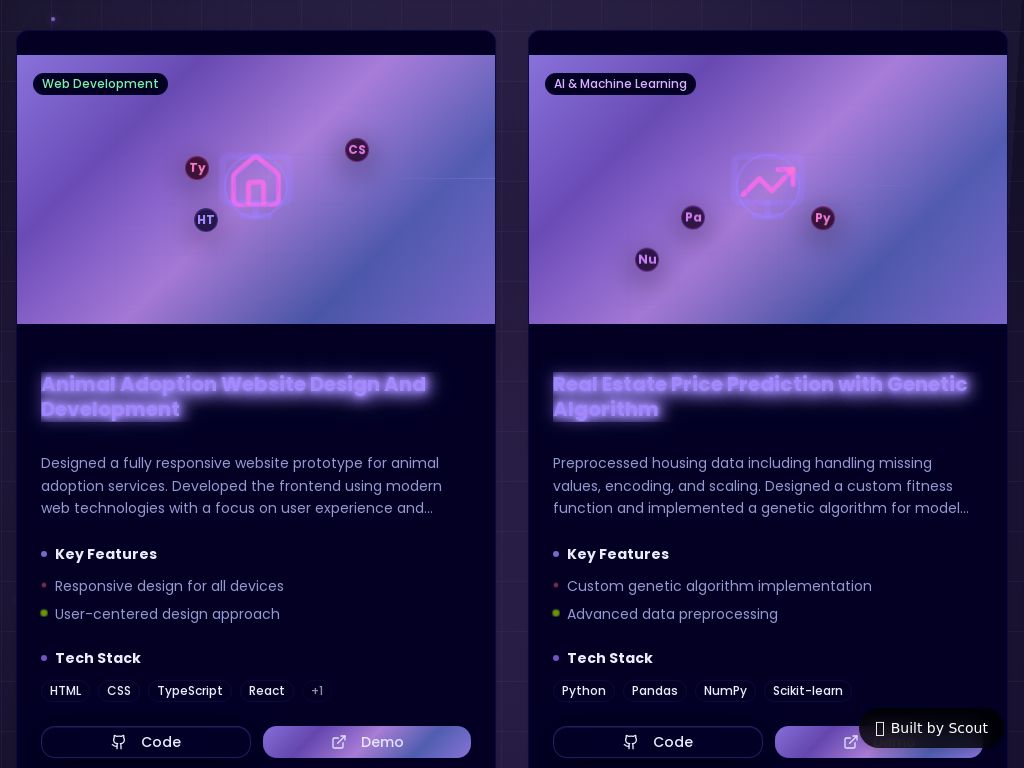 Web Development
CS
Ty
HT
Animal Adoption Website Design And
Development
Designed a fully responsive website prototype for animal
adoption services. Developed the frontend using modern
web technologies with a focus on user experience and...
Key Features
Responsive design for all devices
User-centered design approach
Tech Stack
HTML CSS TypeScript React +1
Code Demo
AI & Machine Learning
Pa
Py
Nu
Real Estate Price Prediction with Genetic
Algorithm
Preprocessed housing data including handling missing
values, encoding, and scaling. Designed a custom fitness
function and implemented a genetic algorithm for model...
Key Features
Custom genetic algorithm implementation
Advanced data preprocessing
Tech Stack
Python Pandas NumPy Scikit-learn
Code
Built by Scout